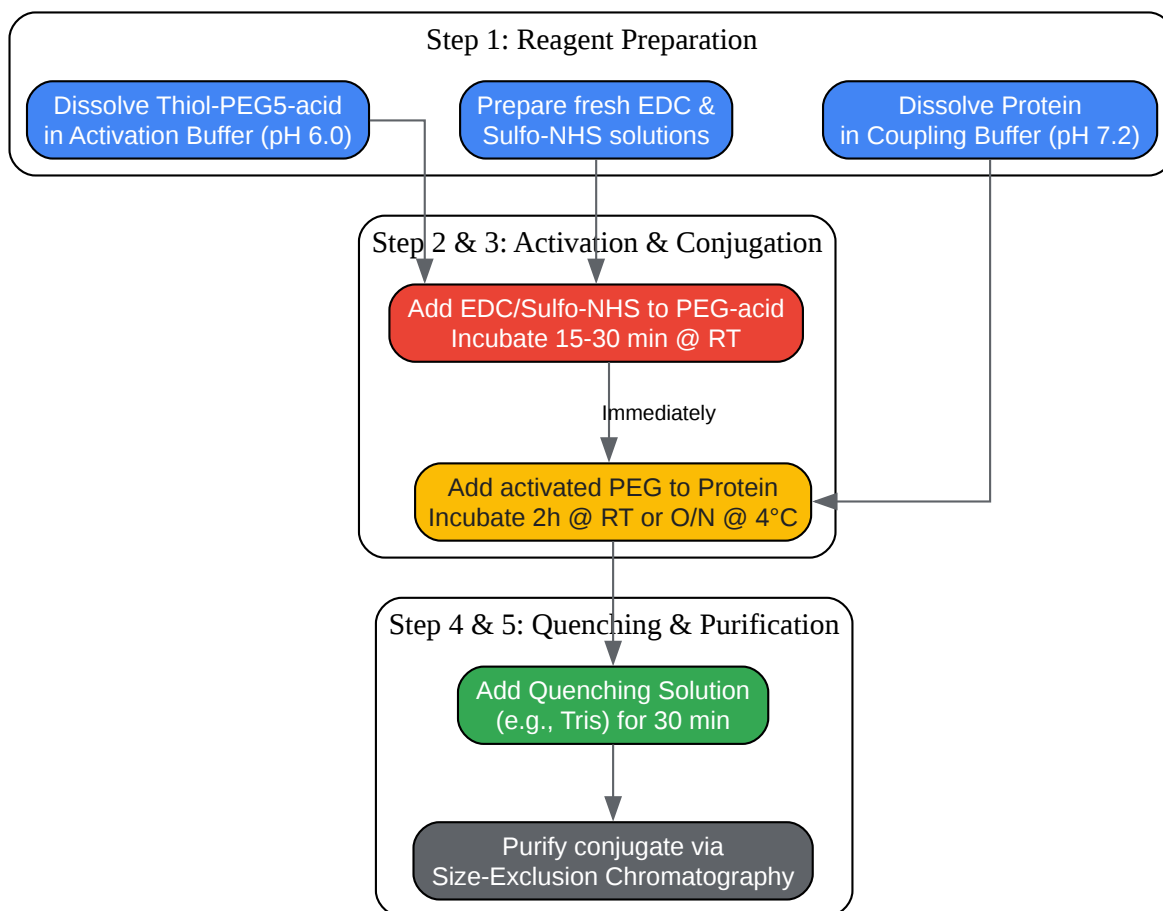 Step 1: Reagent Preparation
Dissolve Thiol-PEG5-acid
in Activation Buffer (pH 6.0)
Prepare fresh EDC &
Sulfo-NHS solutions
Dissolve Protein
in Coupling Buffer (pH 7.2)
Step 2 & 3: Activation & Conjugation
Add EDC/Sulfo-NHS to PEG-acid
Incubate 15-30 min @ RT
Immediately
Add activated PEG to Protein
Incubate 2h @ RT or O/N @ 4°C
Step 4 & 5: Quenching & Purification
Add Quenching Solution
(e.g., Tris) for 30 min
Purify conjugate via
Size-Exclusion Chromatography